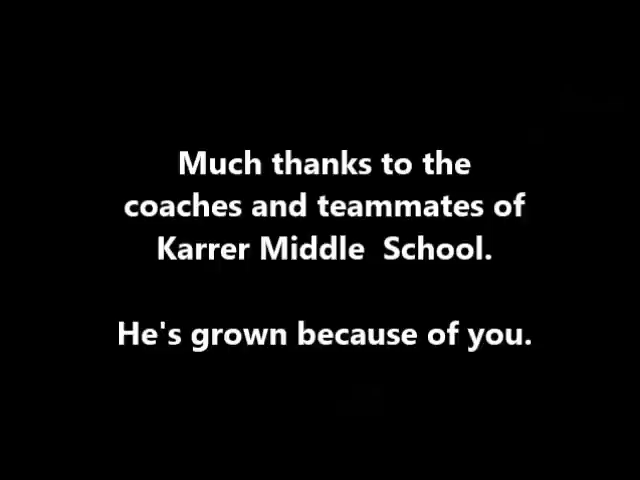 Much thanks to the
coaches and teammates of
Karrer Middle  School.
He's grown because of you.